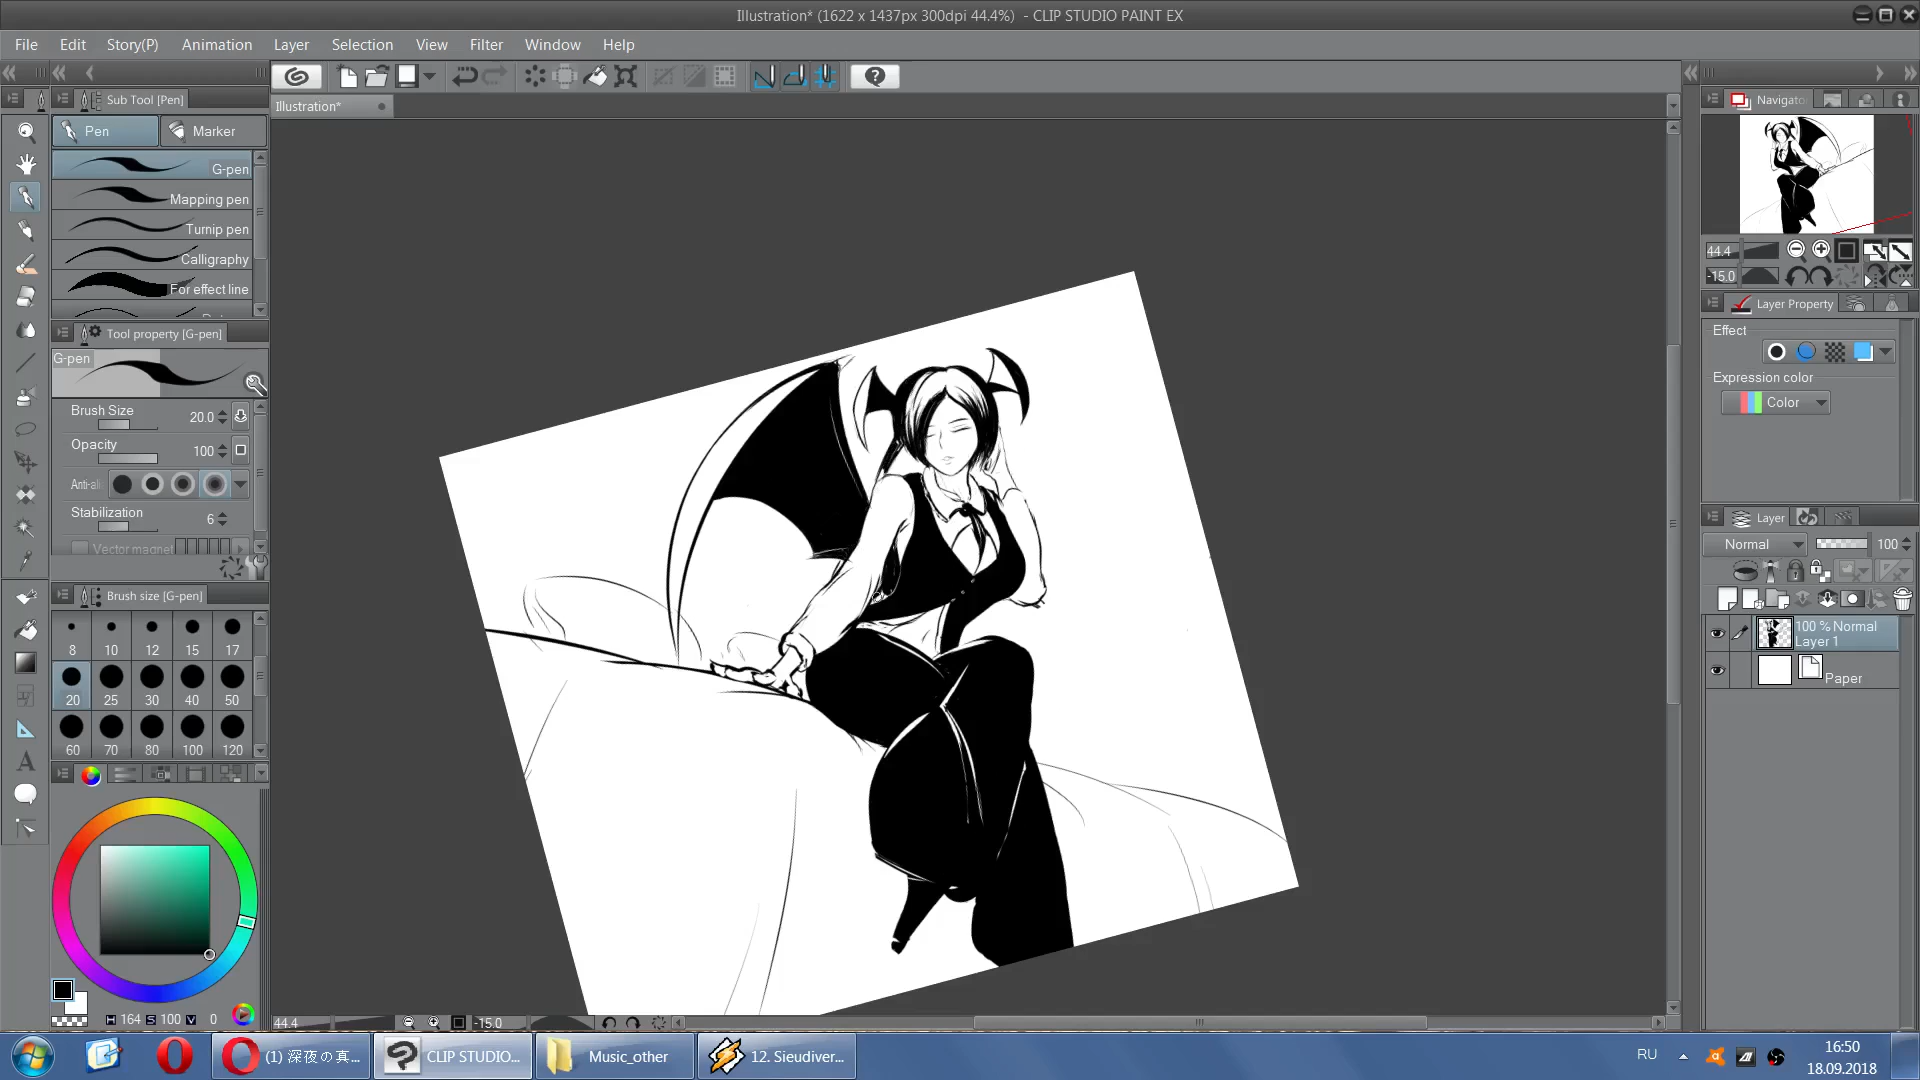 Illustration* (1622 x 1437px 300dpi 44.4%) - CLIP STUDIO PAINT EX
File Edit Story(P) Animation Layer Selection View Filter Window Help
Sub Tool [Pen]
Pen Marker
G-pen
Mapping pen
Turnip pen
Calligraphy
For effect line
Tool property [G-pen]
G-pen
Brush Size 20.0
Opacity 100
Anti-ali
Stabilization 6
Vector magnet
Brush size [G-pen]
8 10 12 15 17
20 25 30 40 50
60 70 80 100 120
H 164 S 100 V 0
Illustration*
44.4 -15.0
Navigato
44.4
-15.0
Layer Property
Effect
Expression color
Color
Layer
Normal 100
100 % Normal
Layer 1
Paper
(1) 深夜の真...
CLIP STUDIO...
Music_other
12. Sieudiver...
RU
16:50
18.09.2018